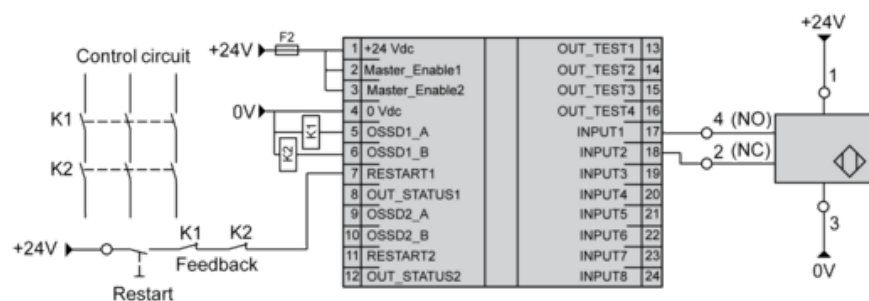 Control circuit
K1
K2
+24V
F2
0V
K1
K2
1 +24 Vdc
2 Master_Enable1
3 Master_Enable2
4 0 Vdc
5 OSSD1_A
6 OSSD1_B
7 RESTART1
8 OUT_STATUS1
9 OSSD2_A
10 OSSD2_B
11 RESTART2
12 OUT_STATUS2
OUT_TEST1 13
OUT_TEST2 14
OUT_TEST3 15
OUT_TEST4 16
INPUT1 17
INPUT2 18
INPUT3 19
INPUT4 20
INPUT5 21
INPUT6 22
INPUT7 23
INPUT8 24
+24V
1
4 (NO)
2 (NC)
3
0V
+24V
K1 K2
Feedback
Restart